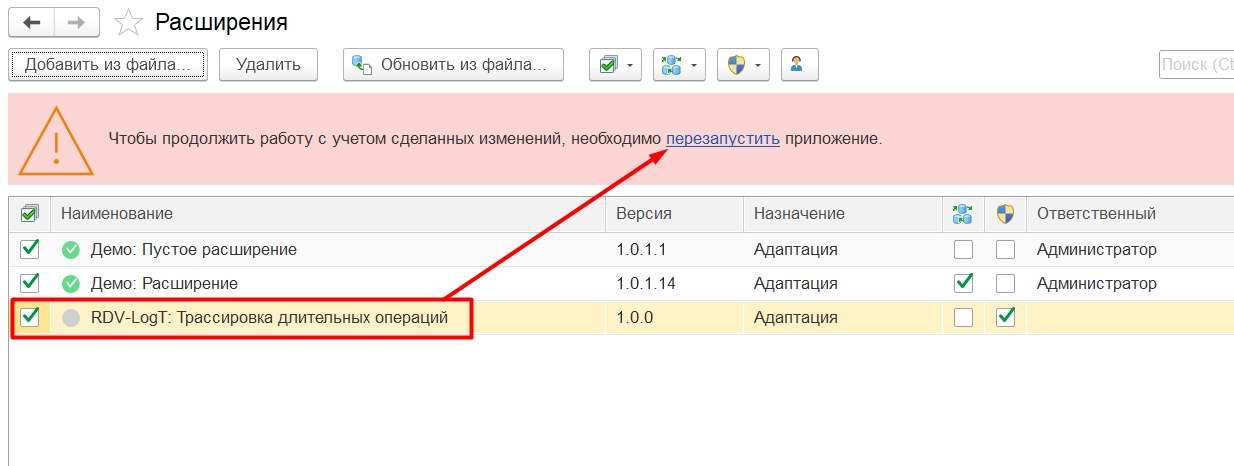 Расширения
Добавить из файла... Удалить Обновить из файла... Поиск (Ct
Чтобы продолжить работу с учетом сделанных изменений, необходимо перезапустить приложение.
Наименование Версия Назначение Ответственный
Демо: Пустое расширение 1.0.1.1 Адаптация Администратор
Демо: Расширение 1.0.1.14 Адаптация Администратор
RDV-LogT: Трассировка длительных операций 1.0.0 Адаптация